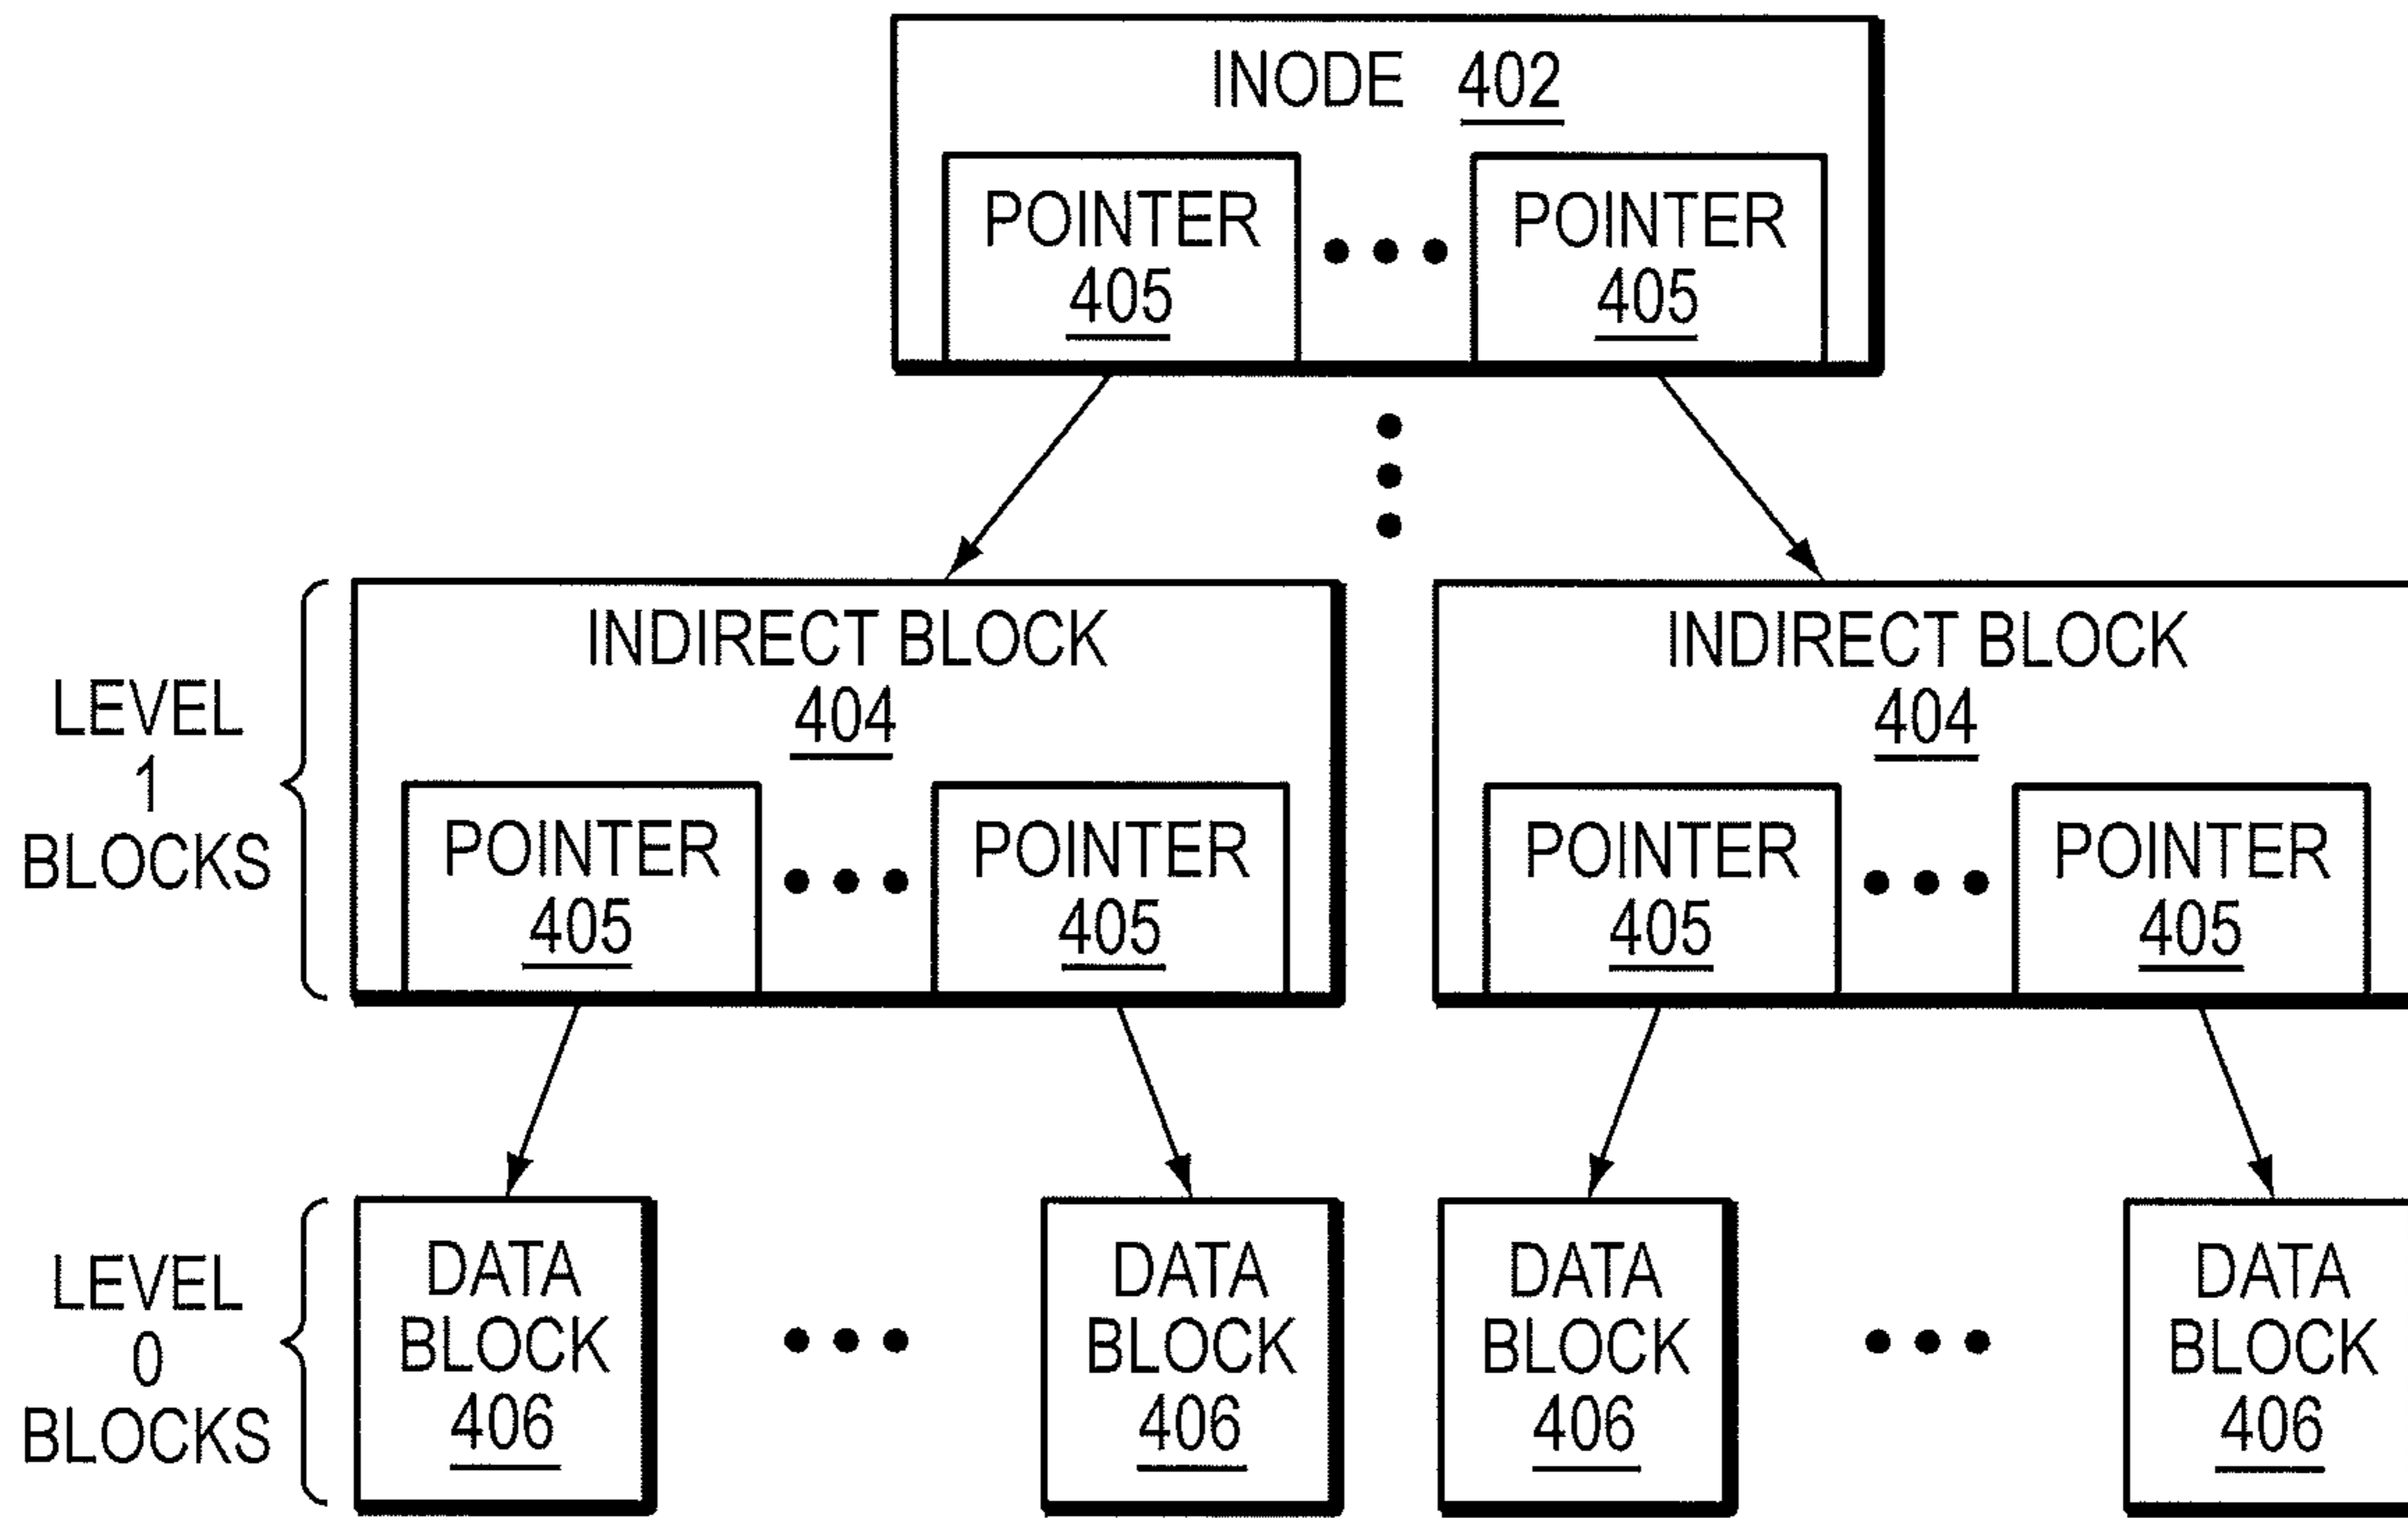 INODE 402
POINTER POINTER
405 405
INDIRECT BLOCK INDIRECT BLOCK
404 404
LEVEL
1
BLOCKS
POINTER POINTER POINTER POINTER
405 405 405 405
LEVEL
0
BLOCKS
DATA DATA DATA DATA
BLOCK BLOCK BLOCK BLOCK
406 406 406 406